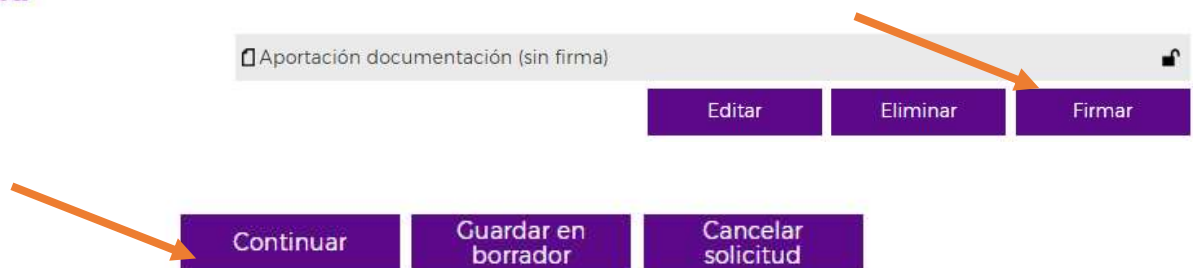 Aportación documentación (sin firma)
Editar Eliminar Firmar
Continuar Guardar en borrador Cancelar solicitud